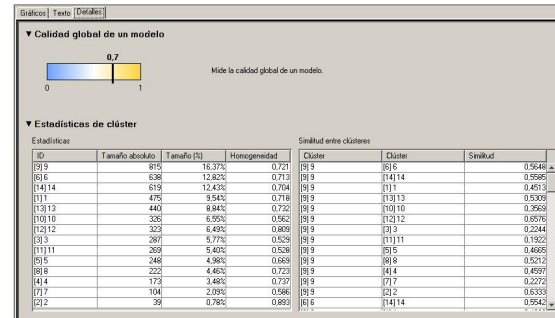 Gráficos Texto Detalles
▼ Calidad global de un modelo
0,7
Mide la calidad global de un modelo.
0 1
▼ Estadísticas de clúster
Estadísticas Similitud entre clústeres
ID Tamaño absoluto Tamaño (%) Homogeneidad Clúster Clúster Similitud
[9] 9 815 16,37% 0,721 [9] 9 [6] 6 0,5648
[6] 6 638 12,82% 0,713 [9] 9 [14] 14 0,5585
[14] 14 619 12,43% 0,704 [9] 9 [1] 1 0,4513
[1] 1 475 9,54% 0,718 [9] 9 [13] 13 0,5309
[13] 13 440 8,84% 0,732 [9] 9 [10] 10 0,3569
[10] 10 326 6,55% 0,562 [9] 9 [12] 12 0,6576
[12] 12 323 6,49% 0,809 [9] 9 [3] 3 0,2244
[3] 3 287 5,77% 0,529 [9] 9 [11] 11 0,1922
[11] 11 269 5,40% 0,528 [9] 9 [5] 5 0,4665
[5] 5 248 4,98% 0,669 [9] 9 [8] 8 0,5212
[8] 8 222 4,46% 0,723 [9] 9 [4] 4 0,4597
[4] 4 173 3,48% 0,737 [9] 9 [7] 7 0,2272
[7] 7 104 2,09% 0,586 [9] 9 [2] 2 0,6333
[2] 2 39 0,78% 0,893 [6] 6 [14] 14 0,5542